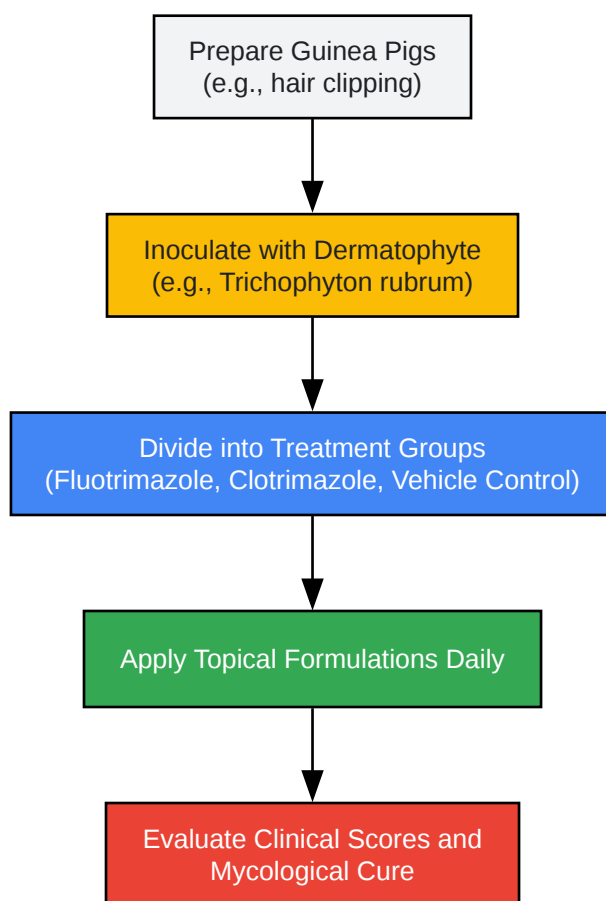 Prepare Guinea Pigs
(e.g., hair clipping)
Inoculate with Dermatophyte
(e.g., Trichophyton rubrum)
Divide into Treatment Groups
(Fluotrimazole, Clotrimazole, Vehicle Control)
Apply Topical Formulations Daily
Evaluate Clinical Scores and
Mycological Cure